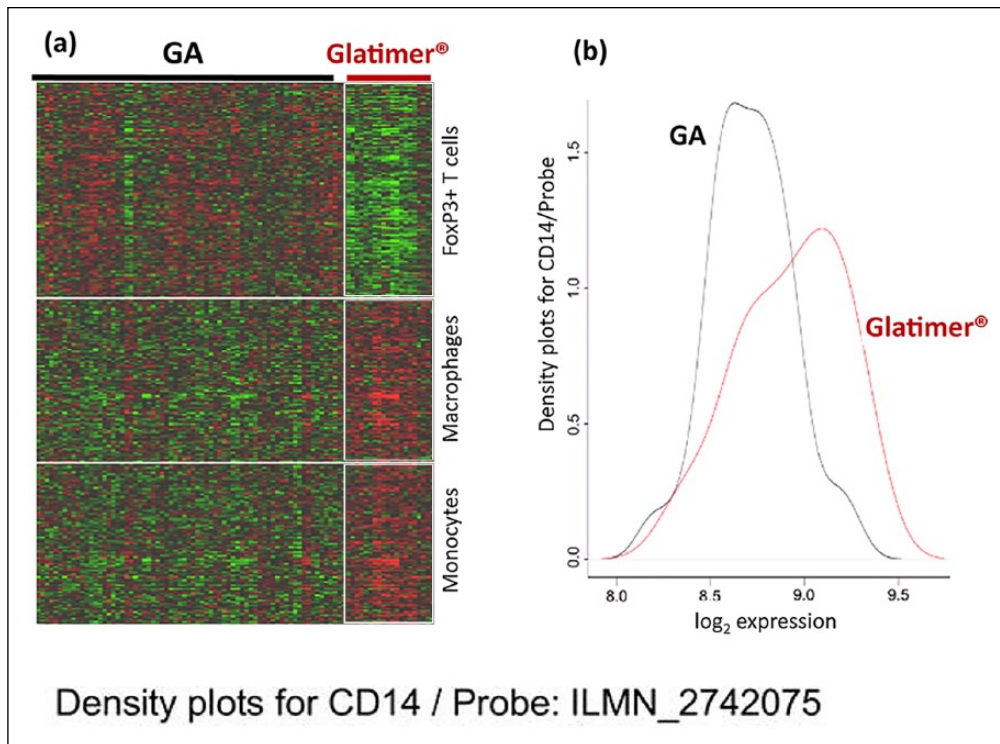 (a)
GA
Glatimer®
FoxP3+ T cells
Macrophages
Monocytes
(b)
Density plots for CD14/Probe
1.5
1.0
0.5
0.0
GA
Glatimer®
8.0 8.5 9.0 9.5
log₂ expression
Density plots for CD14 / Probe: ILMN_2742075